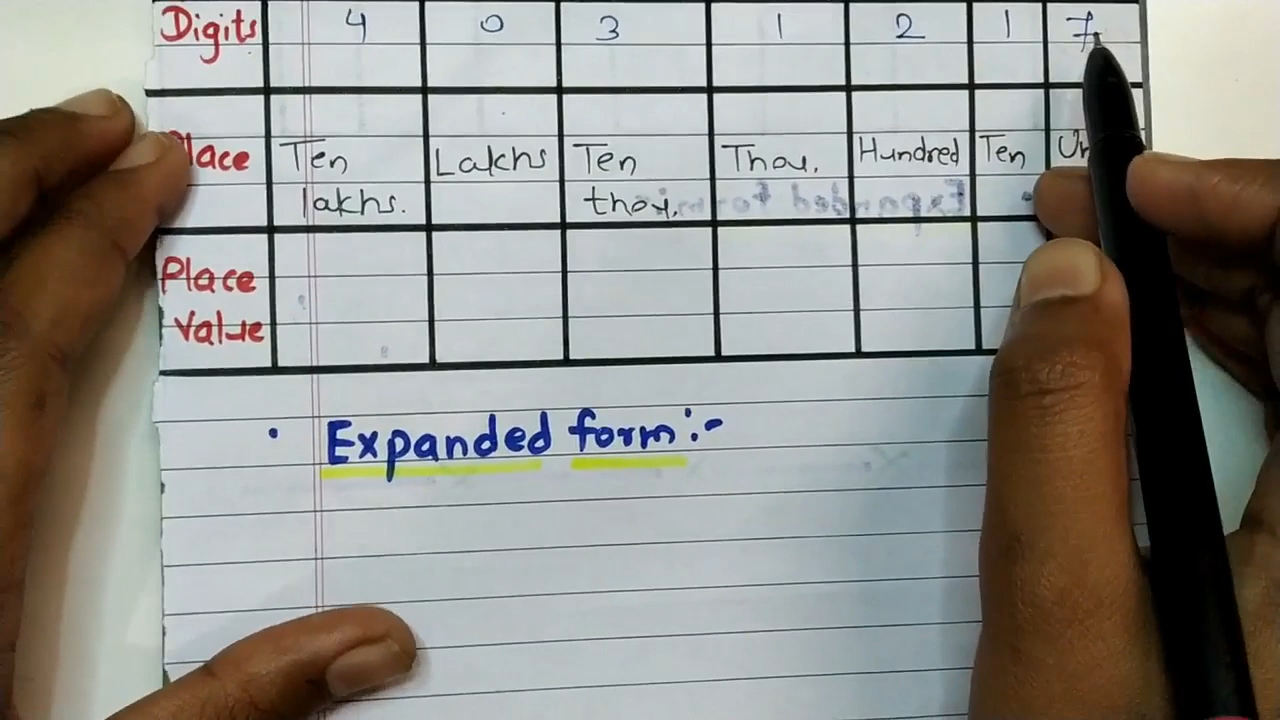 Digits 4 0 3 1 2 1 7
Place Ten lakhs. Lakhs Ten thou. Thou. Hundred Ten
Place Value
Expanded form:-